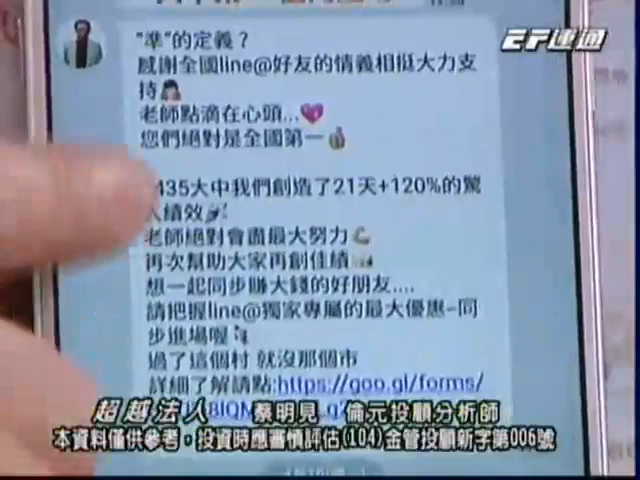 EF建通
"準"的定義？
感謝全國line@好友的情義相挺大力支
持
老師點滴在心頭...
您們絕對是全國第一
435大中我們創造了21天+120%的驚
人績效
老師絕對會盡最大努力
再次幫助大家再創佳績
想一起同步賺大錢的好朋友....
請把握line@獨家專屬的最大優惠-同
步進場喔
過了這個村 就沒那個市
詳細了解請點:https://goo.gl/forms/
超越法人 蔡明見 倫元投顧分析師
本資料僅供參考，投資時應審慎評估(104)金管投顧新字第006號